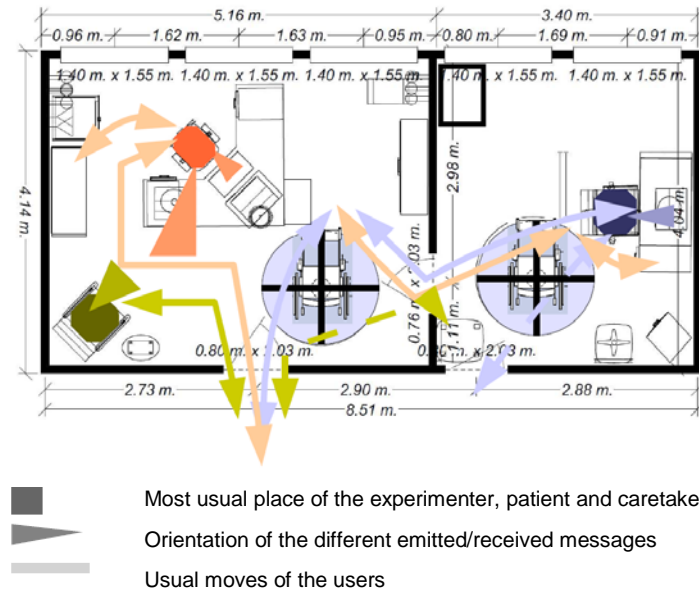 5.16 m. 3.40 m.
0.96 m. 1.62 m. 1.63 m. 0.95 m. 0.80 m. 1.69 m. 0.91 m.
1.40 m. x 1.55 m. 1.40 m. x 1.55 m. 1.40 m. x 1.55 m. 1.40 m. x 1.55 m. 1.40 m. x 1.55 m.
4.14 m.
2.98 m.
4.04 m.
0.76 m. x 2.03 m.
1.11 m.
0.80 m. x 2.03 m. 0.80 m. x 2.03 m.
2.73 m. 2.90 m. 2.88 m.
8.51 m.
Most usual place of the experimenter, patient and caretake
Orientation of the different emitted/received messages
Usual moves of the users